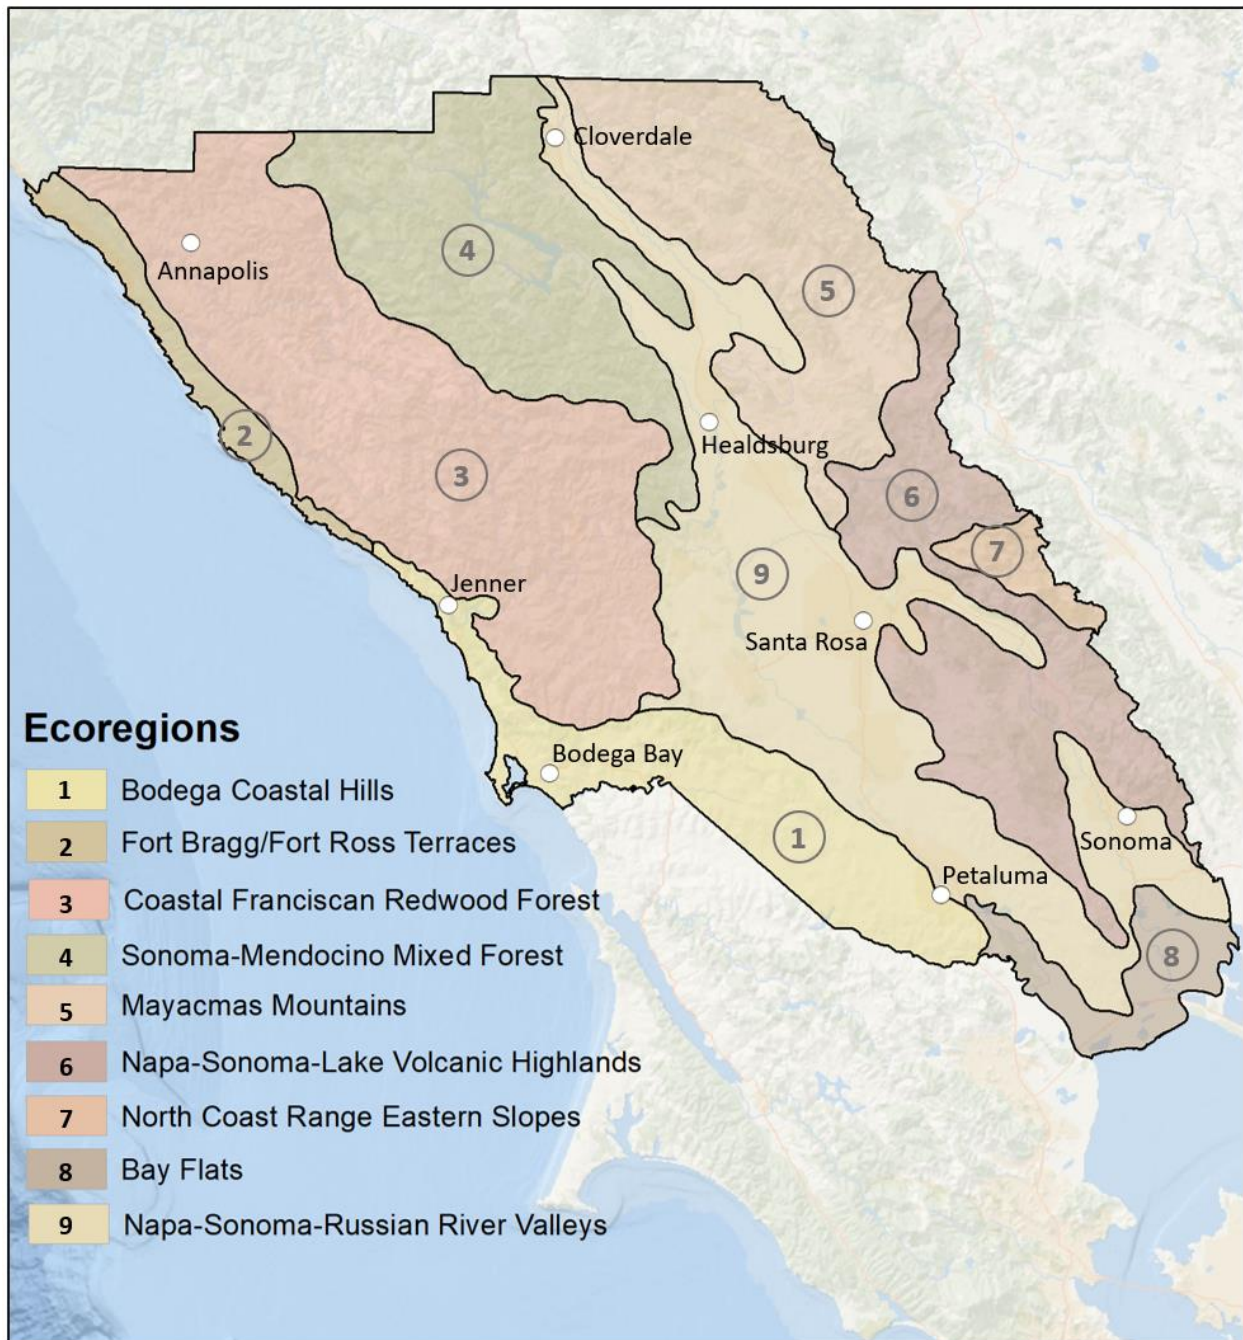 Cloverdale
4
Annapolis
5
2
Healdsburg
3
6
7
9
Jenner
Santa Rosa
Ecoregions
Bodega Bay
1
Sonoma
Petaluma
8
1 Bodega Coastal Hills
2 Fort Bragg/Fort Ross Terraces
3 Coastal Franciscan Redwood Forest
4 Sonoma-Mendocino Mixed Forest
5 Mayacmas Mountains
6 Napa-Sonoma-Lake Volcanic Highlands
7 North Coast Range Eastern Slopes
8 Bay Flats
9 Napa-Sonoma-Russian River Valleys